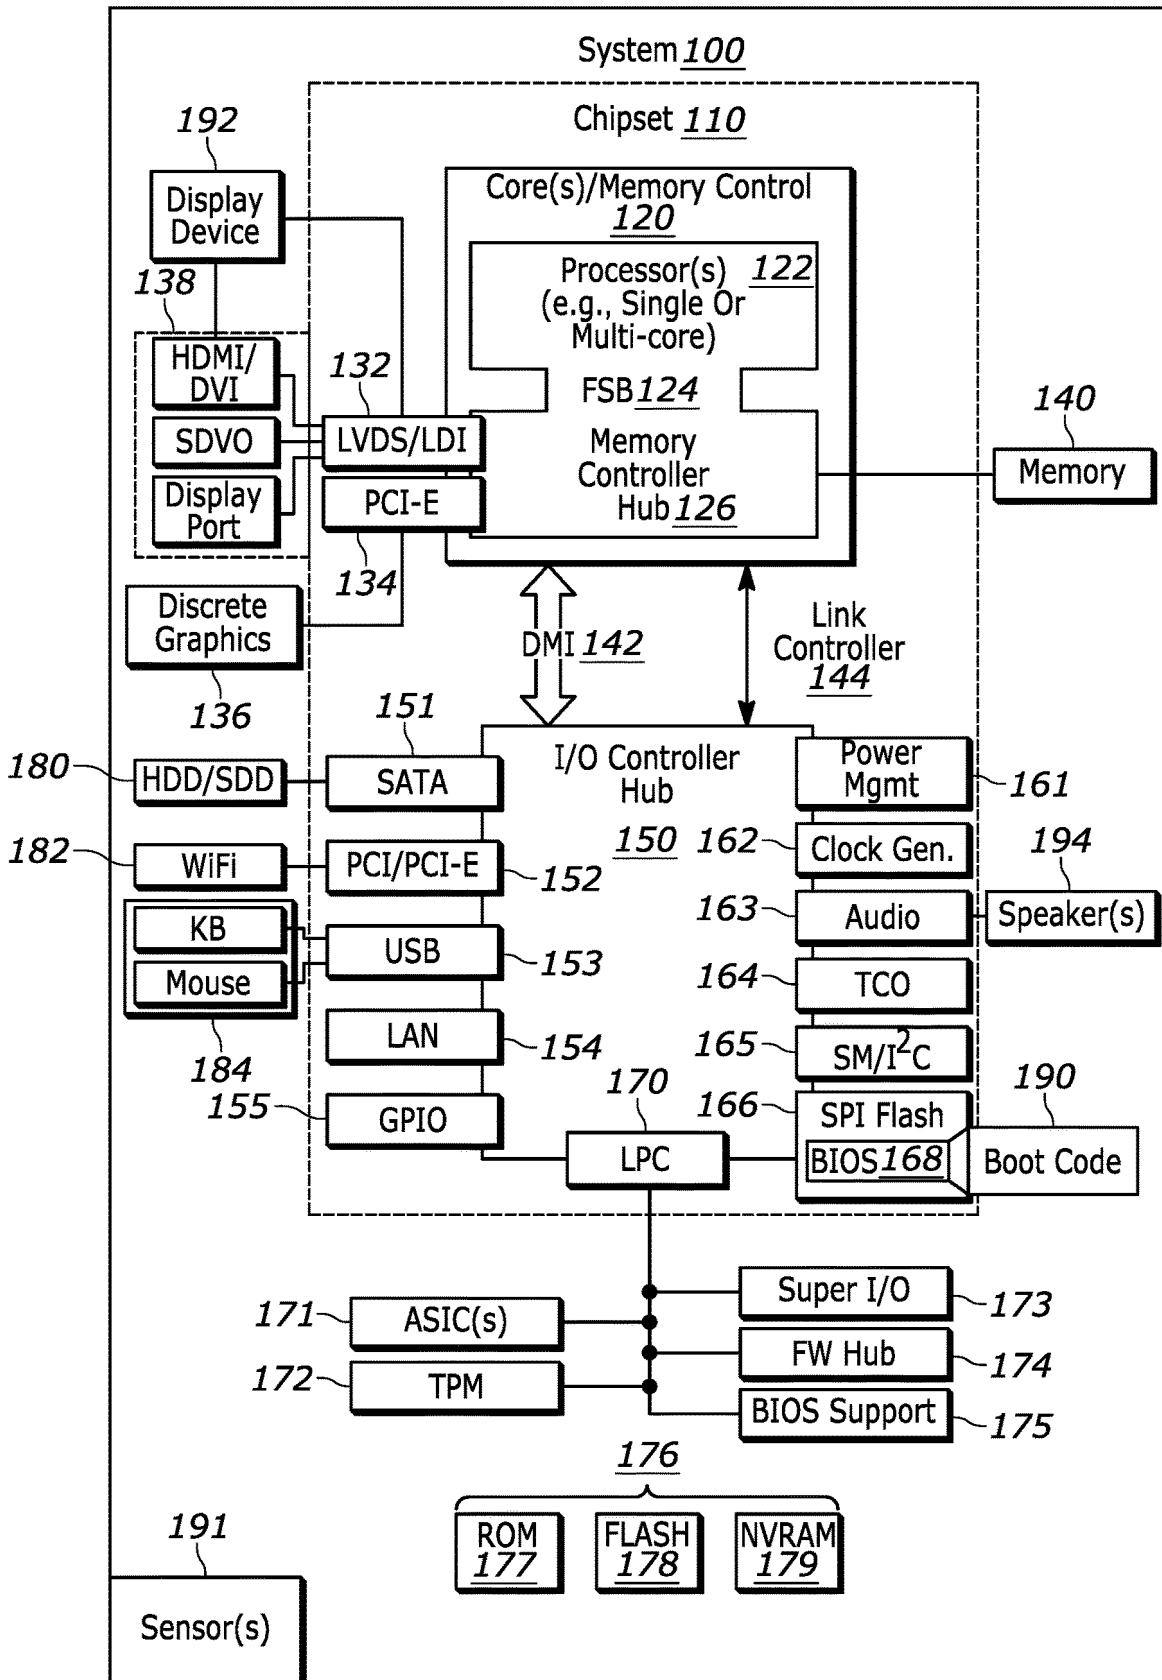 System 100
Chipset 110
192
Display
Device
Core(s)/Memory Control
120
Processor(s) 122
(e.g., Single Or
Multi-core)
138
HDMI/
DVI
SDVO
Display
Port
132
LVDS/LDI
PCI-E
134
FSB 124
Memory
Controller
Hub 126
140
Memory
Discrete
Graphics
136
DMI 142
Link
Controller
144
151
I/O Controller
Hub
150
180
HDD/SDD
SATA
Power
Mgmt
161
182
WiFi
PCI/PCI-E
152
162
Clock Gen.
194
KB
Mouse
184
USB
153
163
Audio
Speaker(s)
164
TCO
LAN
154
165
SM/I²C
155
GPIO
170
LPC
166
SPI Flash
BIOS 168
190
Boot Code
171
ASIC(s)
172
TPM
Super I/O
173
FW Hub
174
BIOS Support
175
176
ROM
177
FLASH
178
NVRAM
179
191
Sensor(s)